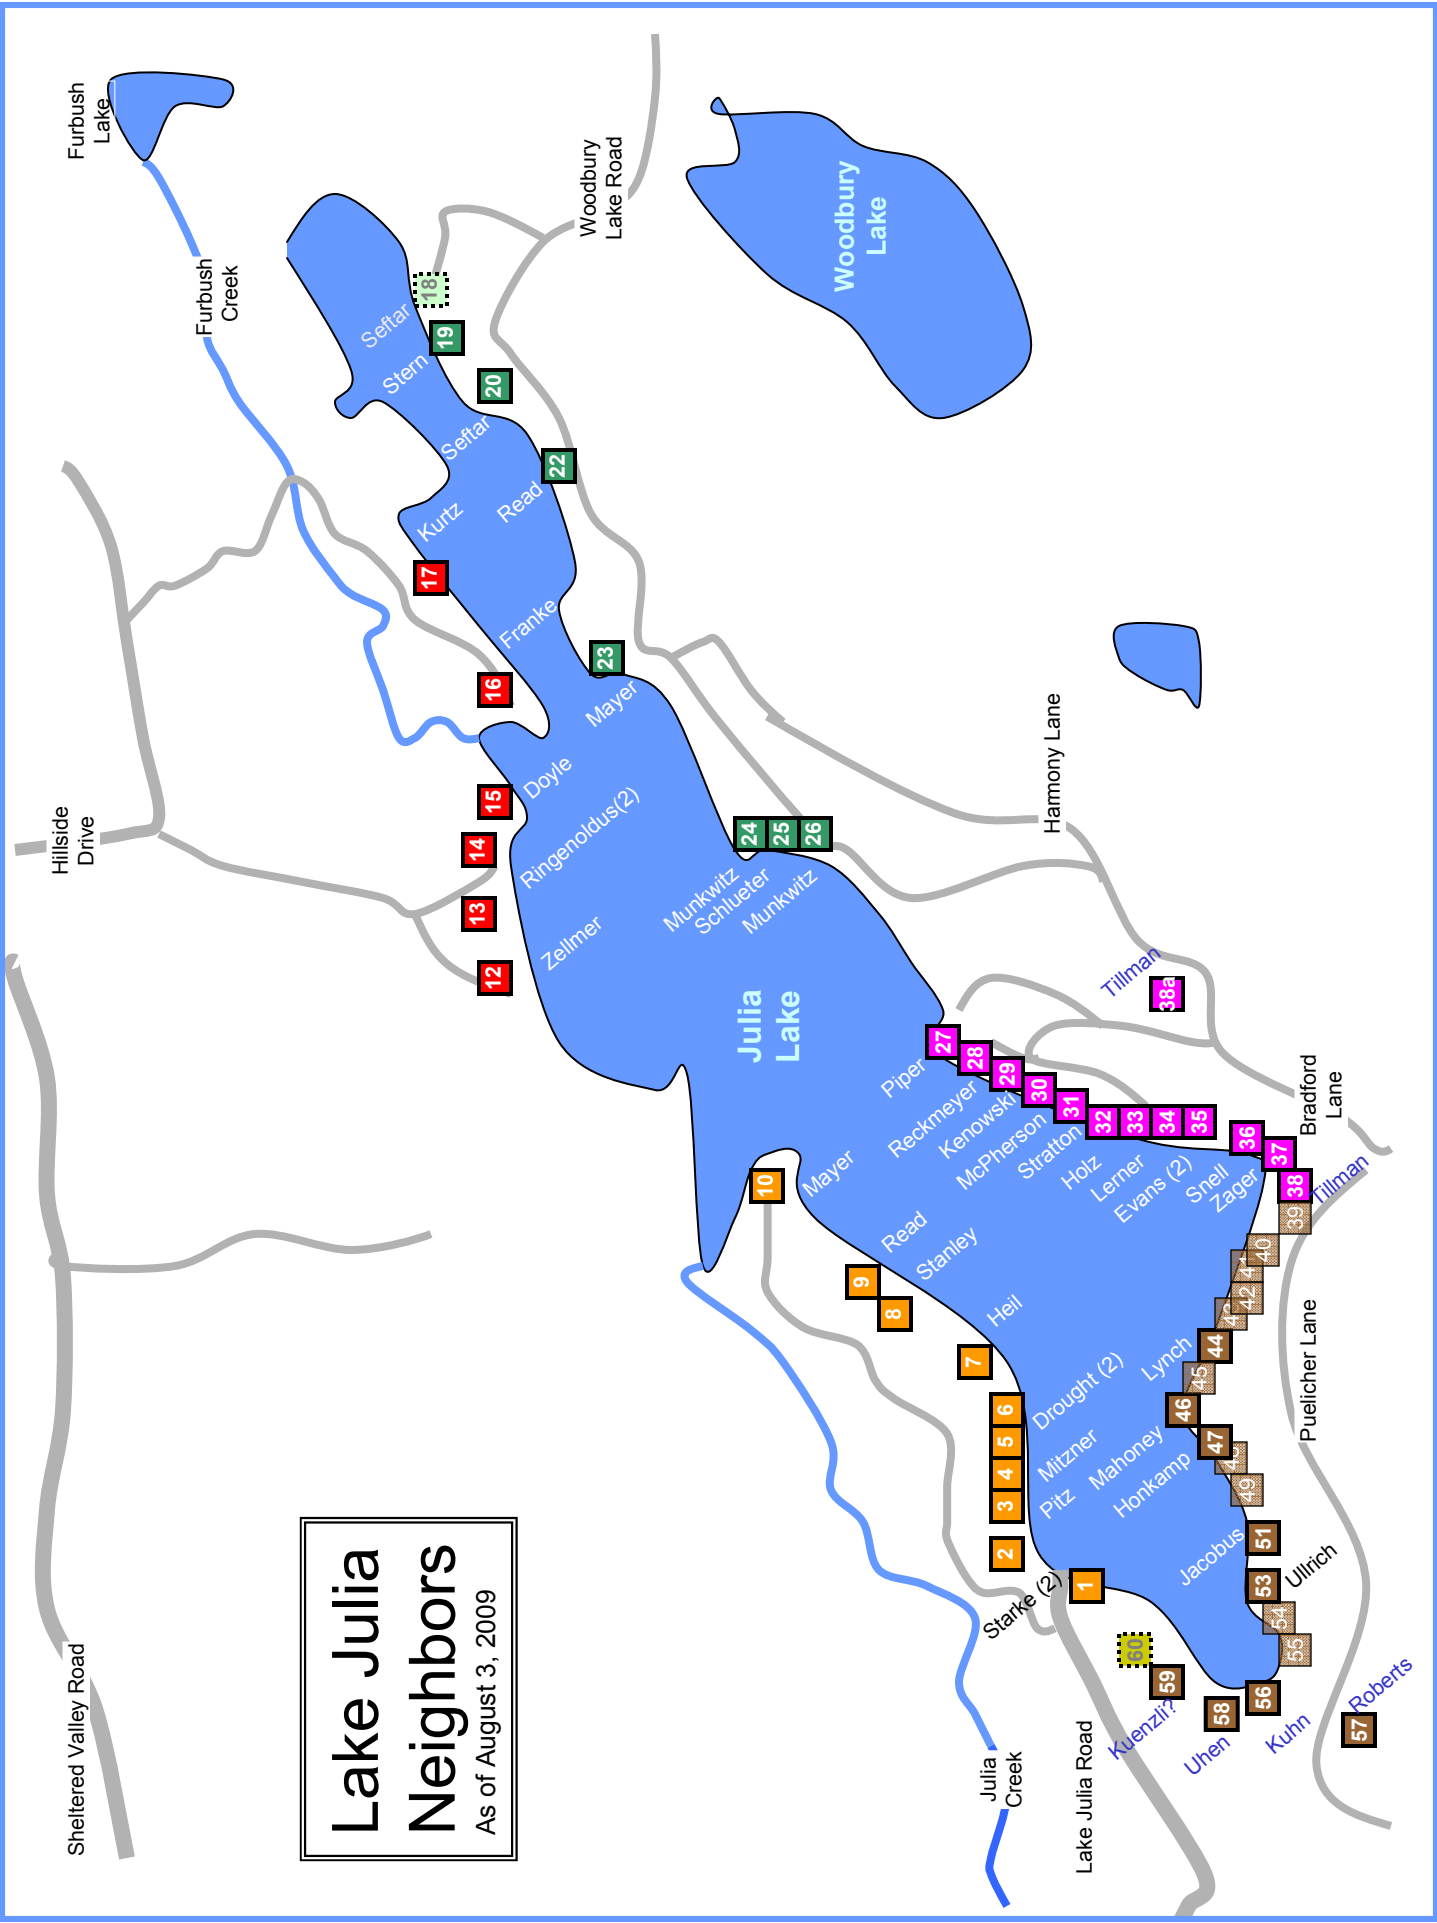 Lake Julia
Neighbors
As of August 3, 2009
Sheltered Valley Road
Hillside
Drive
Furbush
Lake
Furbush
Creek
Woodbury
Lake Road
Woodbury
Lake
Harmony Lane
Bradford
Lane
Puelicher Lane
Lake Julia Road
Julia
Creek
Julia
Lake
Starke (2)
Pitz
Mitzner
Drought (2)
Heil
Stanley
Read
Mayer
Zellmer
Ringenoldus(2)
Doyle
Franke
Kurtz
Seftar
Stern
Seftar
Read
Mayer
Munkwitz
Schlueter
Munkwitz
Piper
Reckmeyer
Kenowski
McPherson
Stratton
Holz
Lerner
Evans (2)
Snell
Zager
Tillman
Tillman
Lynch
Mahoney
Honkamp
Jacobus
Ullrich
Kuhn
Roberts
Uhen
Kuenzli?
1
2
3
4
5
6
7
8
9
10
12
13
14
15
16
17
18
19
20
22
23
24
25
26
27
28
29
30
31
32
33
34
35
36
37
38
38a
39
40
41
42
43
44
45
46
47
48
49
51
53
54
55
56
57
58
59
60